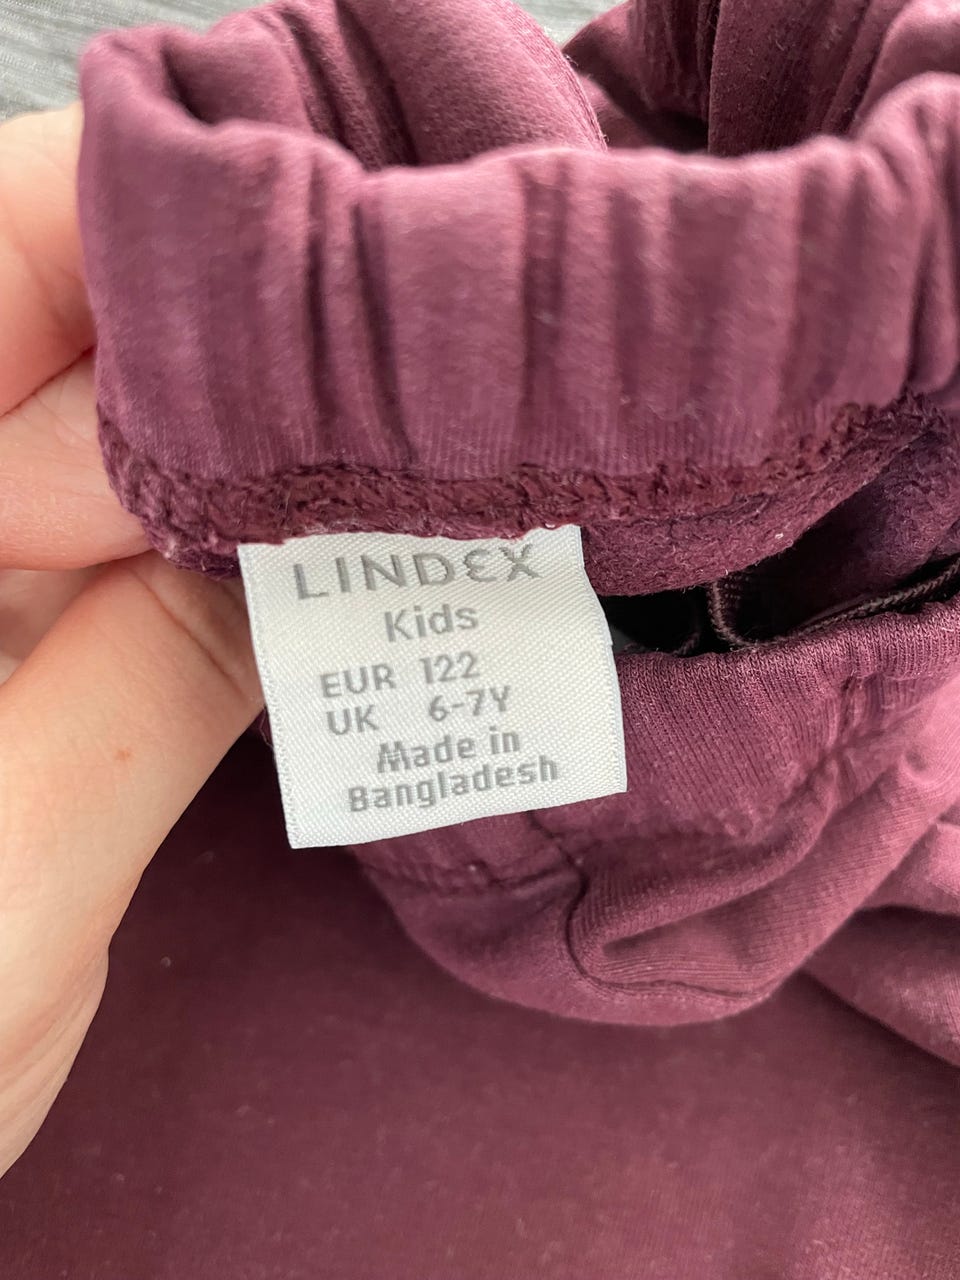 LINDEX
Kids
EUR 122
UK 6-7Y
Made in
Bangladesh